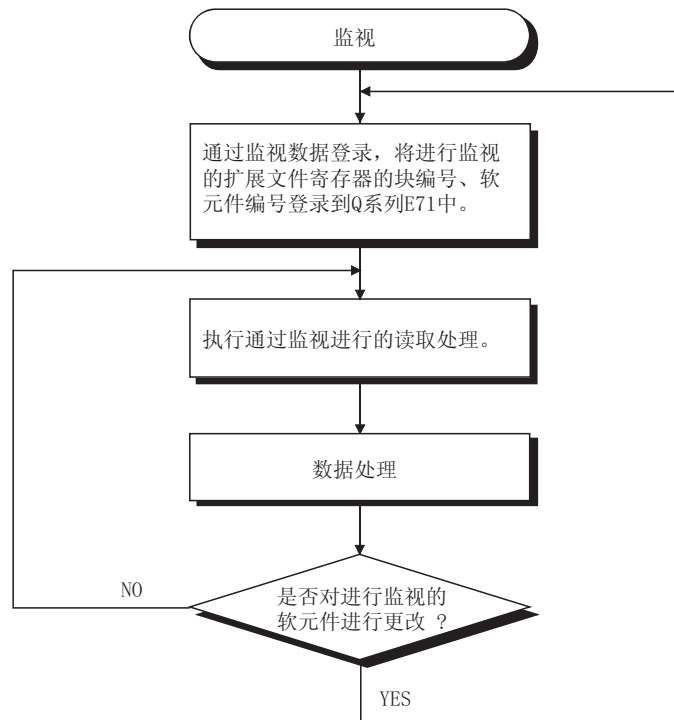 监视
通过监视数据登录，将进行监视
的扩展文件寄存器的块编号、软
元件编号登录到Q系列E71中。
执行通过监视进行的读取处理。
数据处理
NO
是否对进行监视的
软元件进行更改 ?
YES